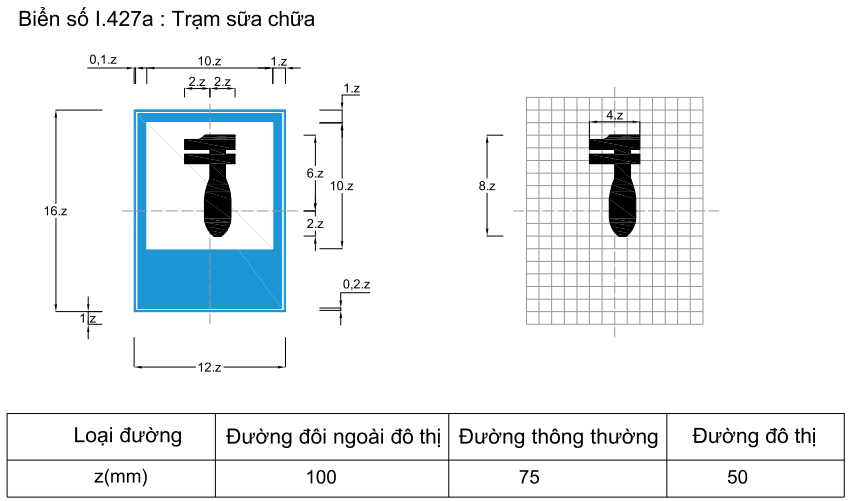 Biển số I.427a : Trạm sữa chữa
0,1.z 10.z 1.z
2.z 2.z
1.z
4.z
6.z
8.z
10.z
16.z
2.z
0,2.z
1.z
12.z
Loại đường Đường đôi ngoài đô thị Đường thông thường Đường đô thị
z(mm) 100 75 50